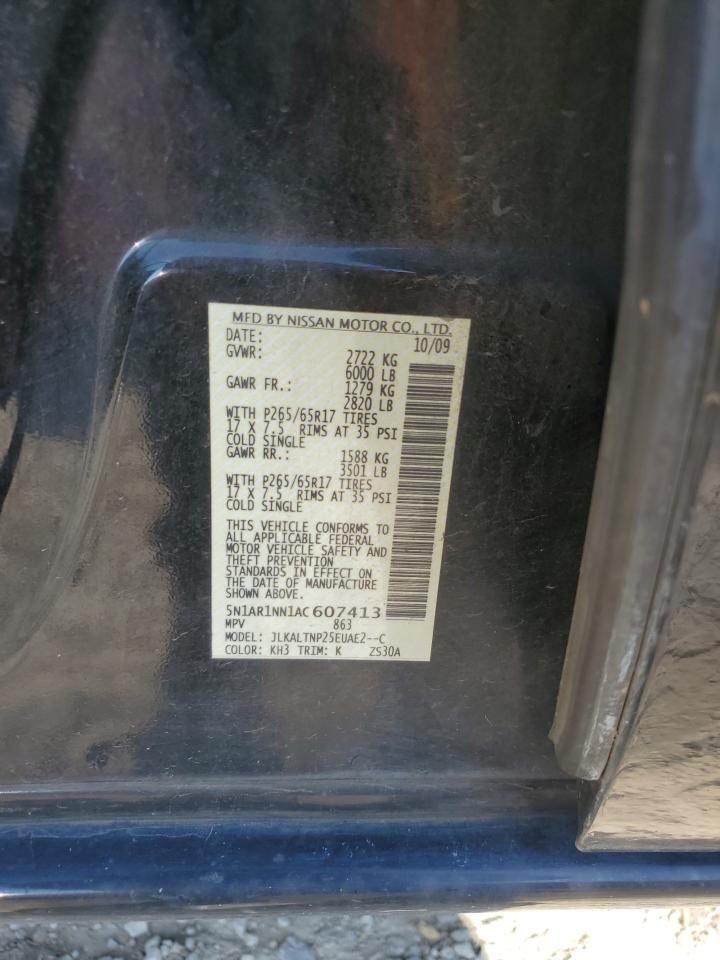 MFD BY NISSAN MOTOR CO., LTD.
DATE: 10/09
GVWR: 2722 KG
6000 LB
GAWR FR.: 1279 KG
2820 LB
WITH P265/65R17 TIRES
17 X 7.5 RIMS AT 35 PSI
COLD SINGLE
GAWR RR.: 1588 KG
3501 LB
WITH P265/65R17 TIRES
17 X 7.5 RIMS AT 35 PSI
COLD SINGLE
THIS VEHICLE CONFORMS TO
ALL APPLICABLE FEDERAL
MOTOR VEHICLE SAFETY AND
THEFT PREVENTION
STANDARDS IN EFFECT ON
THE DATE OF MANUFACTURE
SHOWN ABOVE.
5N1AR1NN1AC607413
MPV 863
MODEL: JLKALTNP25EUAE2--C
COLOR: KH3 TRIM: K ZS30A